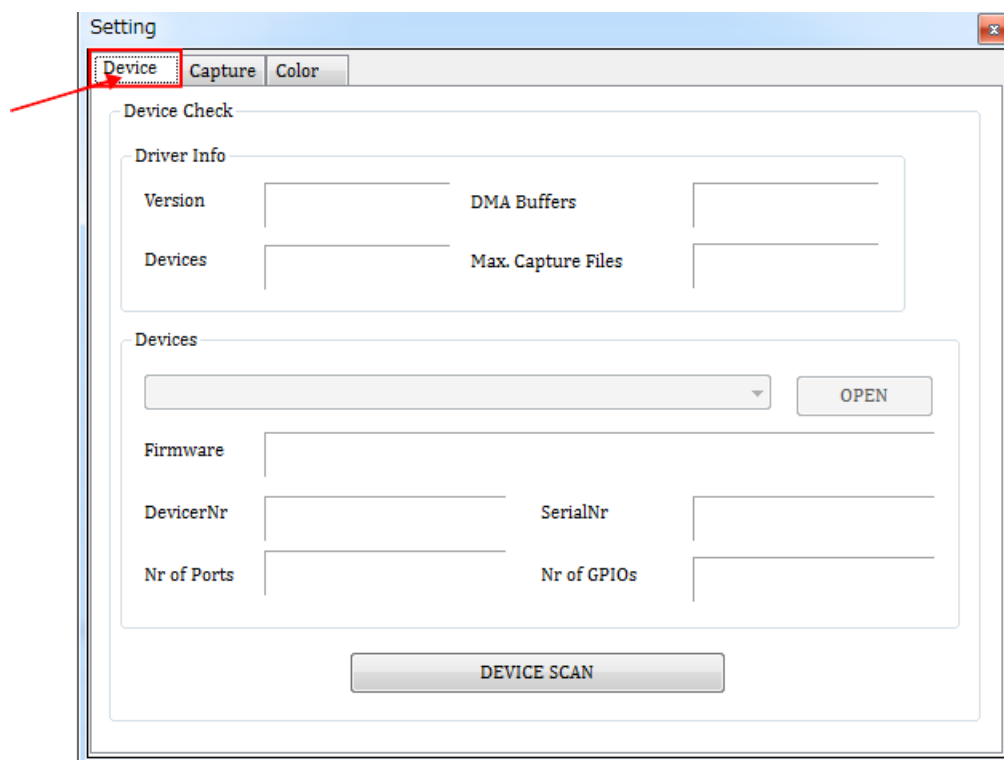 Setting
Device Capture Color
Device Check
Driver Info
Version DMA Buffers
Devices Max. Capture Files
Devices
OPEN
Firmware
DevicerNr SerialNr
Nr of Ports Nr of GPIOs
DEVICE SCAN